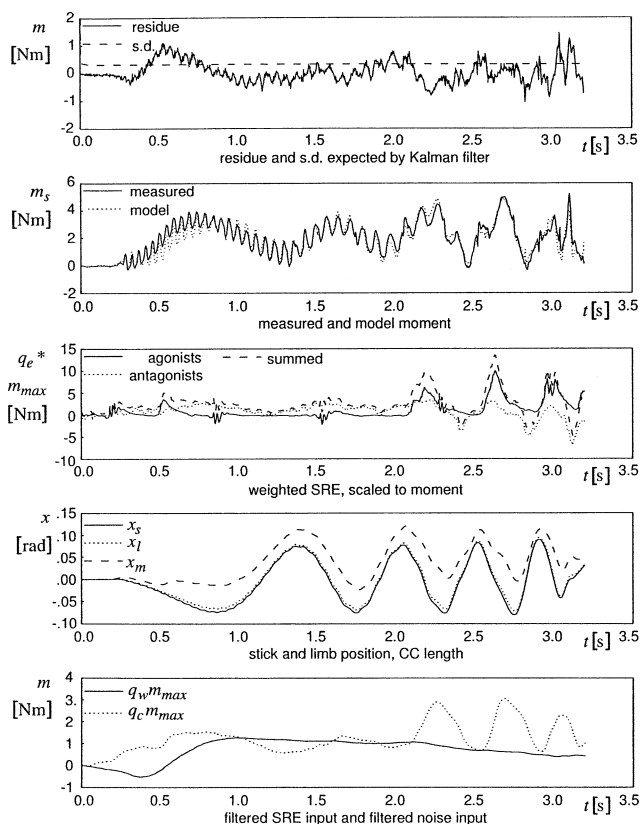 m
[Nm]
2
1
0
-1
-2
residue
s.d.
0.0 0.5 1.0 1.5 2.0 2.5 3.0 3.5
t[s]
residue and s.d. expected by Kalman filter
m_s
[Nm]
6
4
2
0
-2
measured
model
0.0 0.5 1.0 1.5 2.0 2.5 3.0 3.5
t[s]
measured and model moment
q_e *
m_max
[Nm]
15
10
5
0
-5
-10
agonists summed
antagonists
0.0 0.5 1.0 1.5 2.0 2.5 3.0 3.5
t[s]
weighted SRE, scaled to moment
x
[rad]
.15
.10
.05
.00
-.05
-.10
x_s
x_l
x_m
0.0 0.5 1.0 1.5 2.0 2.5 3.0 3.5
t[s]
stick and limb position, CC length
m
[Nm]
4
3
2
1
0
-1
q_w m_max
q_c m_max
0.0 0.5 1.0 1.5 2.0 2.5 3.0 3.5
t[s]
filtered SRE input and filtered noise input